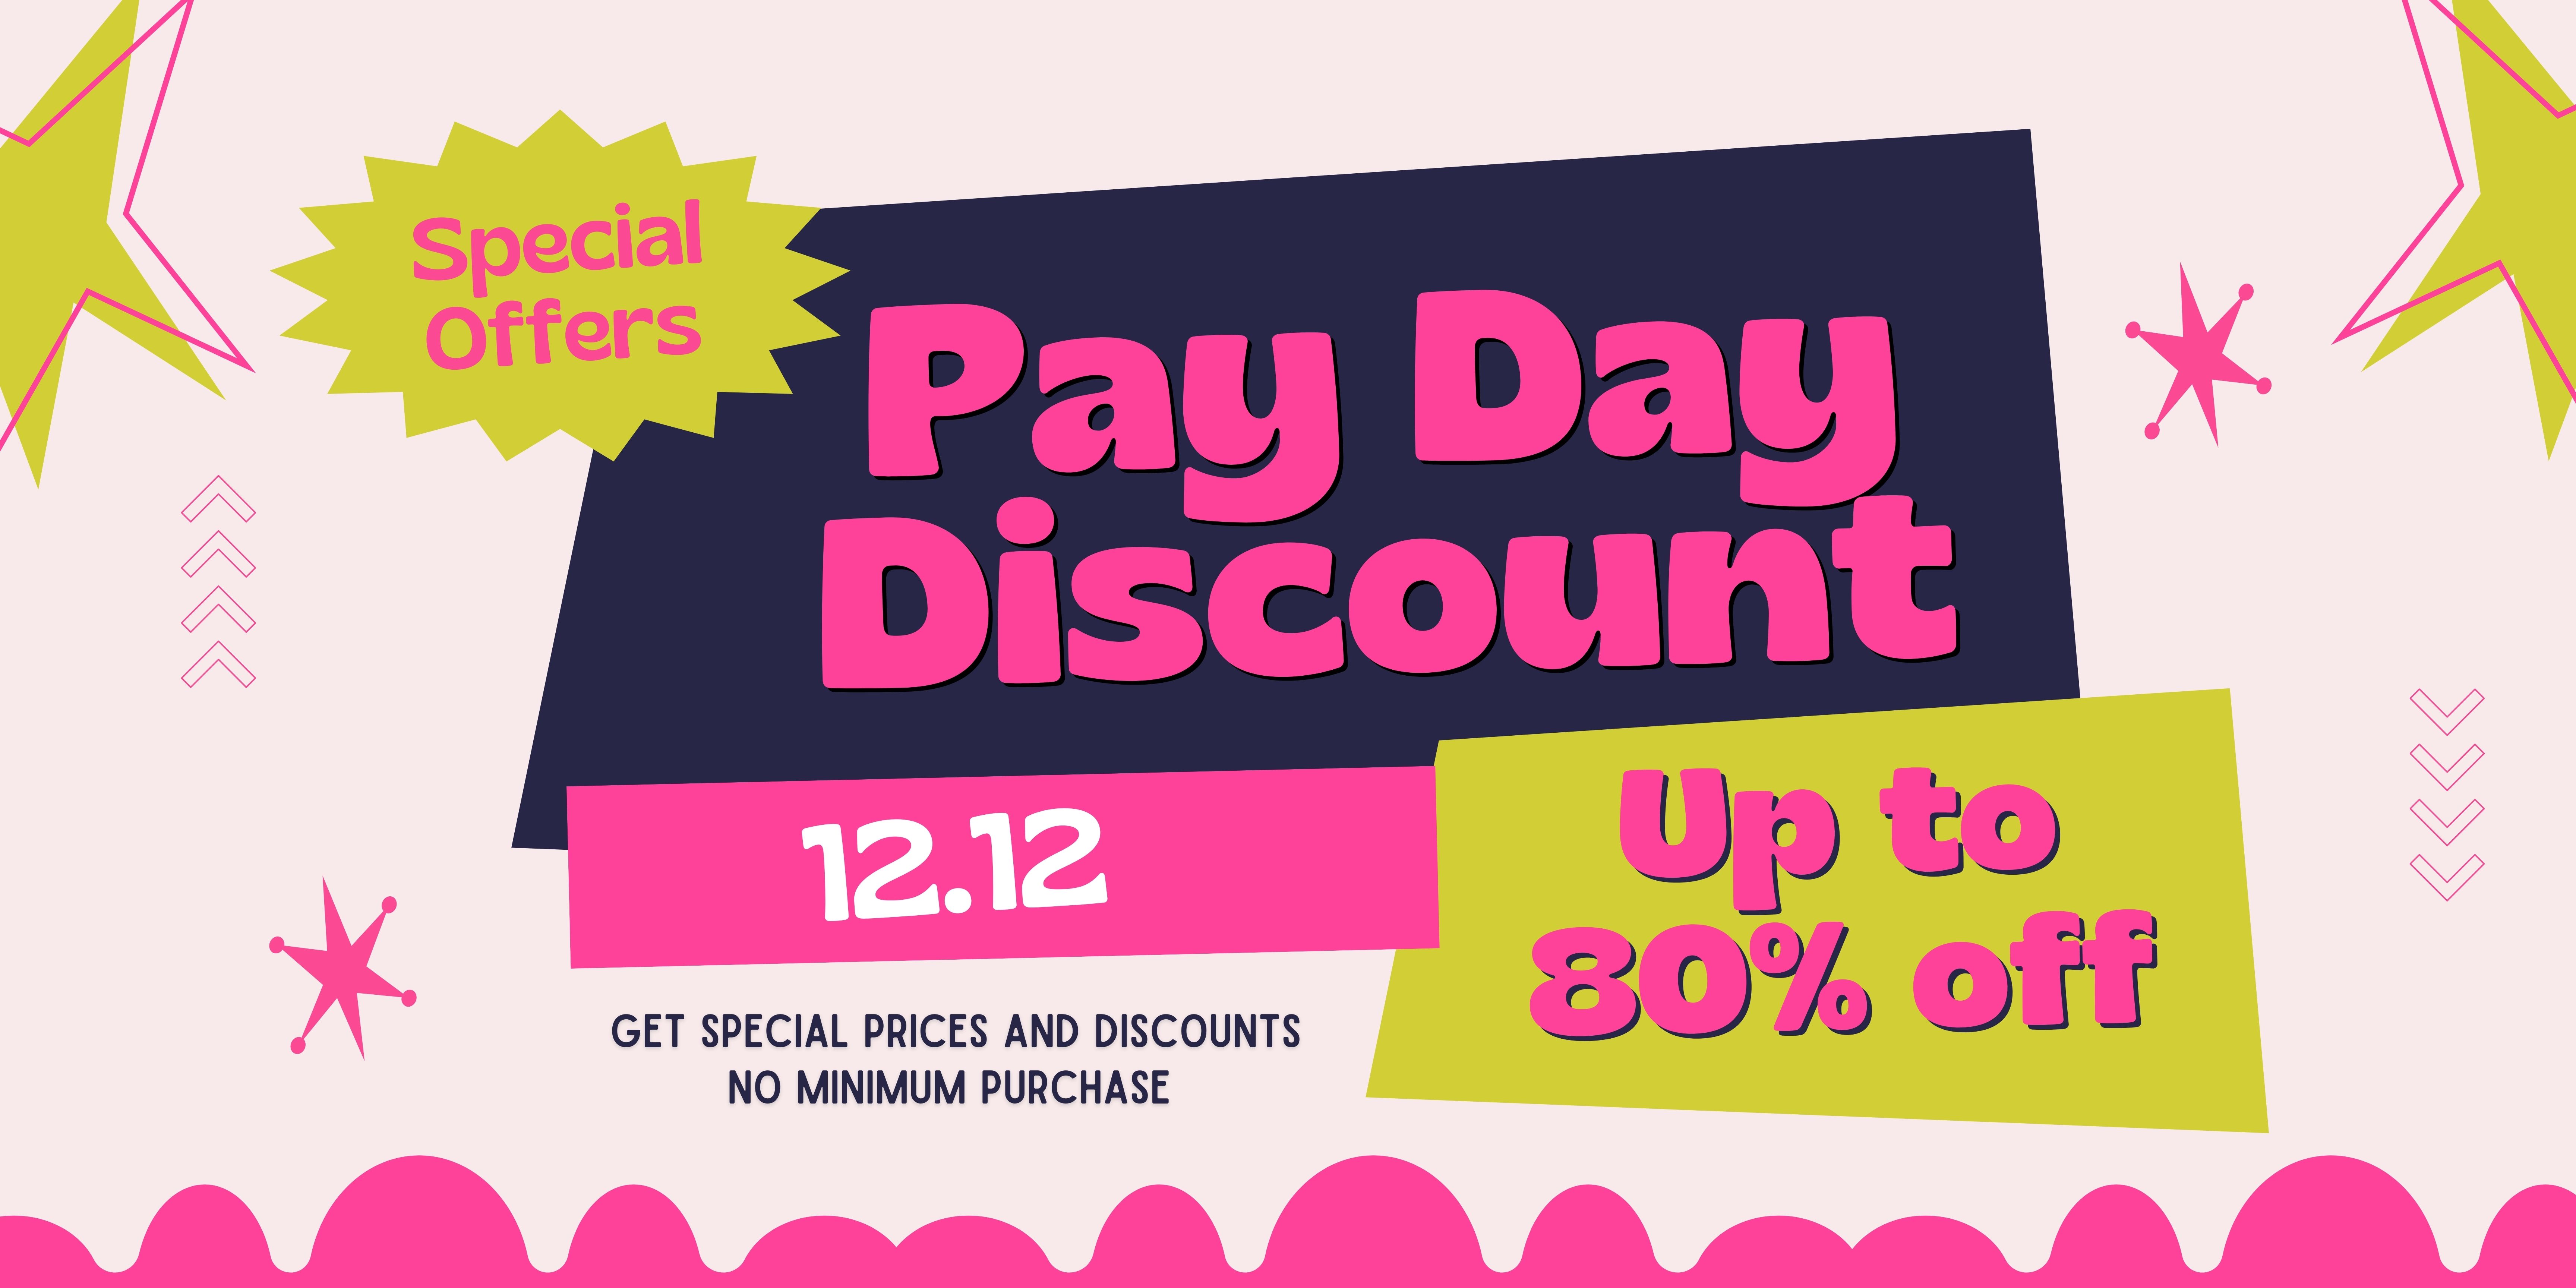 Special
Offers
Pay Day
Discount
12.12
Up to
80% off
GET SPECIAL PRICES AND DISCOUNTS
NO MINIMUM PURCHASE